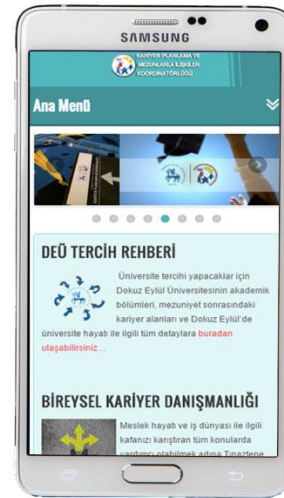 SAMSUNG
KARİYER PLANLAMA VE
MEZUNLARLA İLİŞKİLER
KOORDİNATÖRLÜĞÜ
Ana Menü
DEÜ TERCİH REHBERİ
Üniversite tercihi yapacaklar için
Dokuz Eylül Üniversitesinin akademik
bölümleri, mezuniyet sonrasındaki
kariyer alanları ve Dokuz Eylül'de
üniversite hayatı ile ilgili tüm detaylara buradan
ulaşabilirsiniz...
BİREYSEL KARİYER DANIŞMANLIĞI
Meslek hayatı ve iş dünyası ile ilgili
kafanızı karıştıran tüm konularda
yardımcı olabilmek adına Tınaztepe